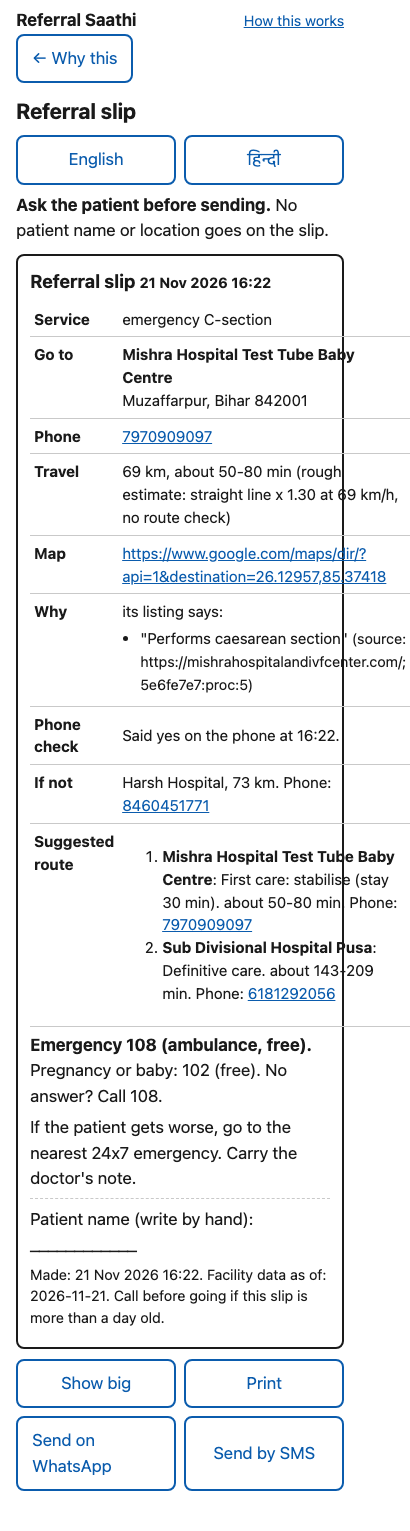 Referral Saathi How this works
← Why this
Referral slip
English हिन्दी
Ask the patient before sending. No
patient name or location goes on the slip.
Referral slip 21 Nov 2026 16:22
Service emergency C-section
Go to Mishra Hospital Test Tube Baby
Centre
Muzaffarpur, Bihar 842001
Phone 7970909097
Travel 69 km, about 50-80 min (rough
estimate: straight line x 1.30 at 69 km/h,
no route check)
Map https://www.google.com/maps/dir/?
api=1&destination=26.12957,85.37418
Why its listing says:
• "Performs caesarean section" (source:
https://mishrahospitalandivfcenter.com/;
5e6fe7e7:proc:5)
Phone
check Said yes on the phone at 16:22.
If not Harsh Hospital, 73 km. Phone:
8460451771
Suggested
route
1. Mishra Hospital Test Tube Baby
Centre: First care: stabilise (stay
30 min). about 50-80 min. Phone:
7970909097
2. Sub Divisional Hospital Pusa:
Definitive care. about 143-209
min. Phone: 6181292056
Emergency 108 (ambulance, free).
Pregnancy or baby: 102 (free). No
answer? Call 108.
If the patient gets worse, go to the
nearest 24x7 emergency. Carry the
doctor's note.
Patient name (write by hand):
____________
Made: 21 Nov 2026 16:22. Facility data as of:
2026-11-21. Call before going if this slip is
more than a day old.
Show big Print
Send on
WhatsApp Send by SMS